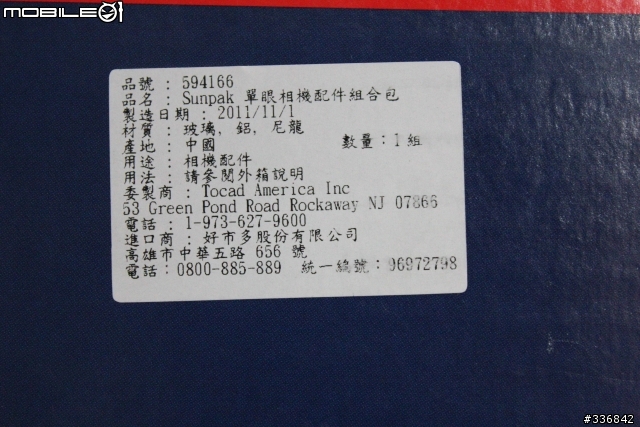 MOBILE01
品號 : 594166
品名 : Sunpak 單眼相機配件組合包
製造日期 : 2011/11/1
材質 : 玻璃, 鋁, 尼龍
產地 : 中國 數量 : 1 組
用途 : 相機配件
用法 : 請參閱外箱說明
委製商 : Tocad America Inc
53 Green Pond Road Rockaway NJ 07866
電話 : 1-973-627-9600
進口商 : 好市多股份有限公司
高雄市中華五路 656 號
電話 : 0800-885-889 統一編號 : 96972798
#336842